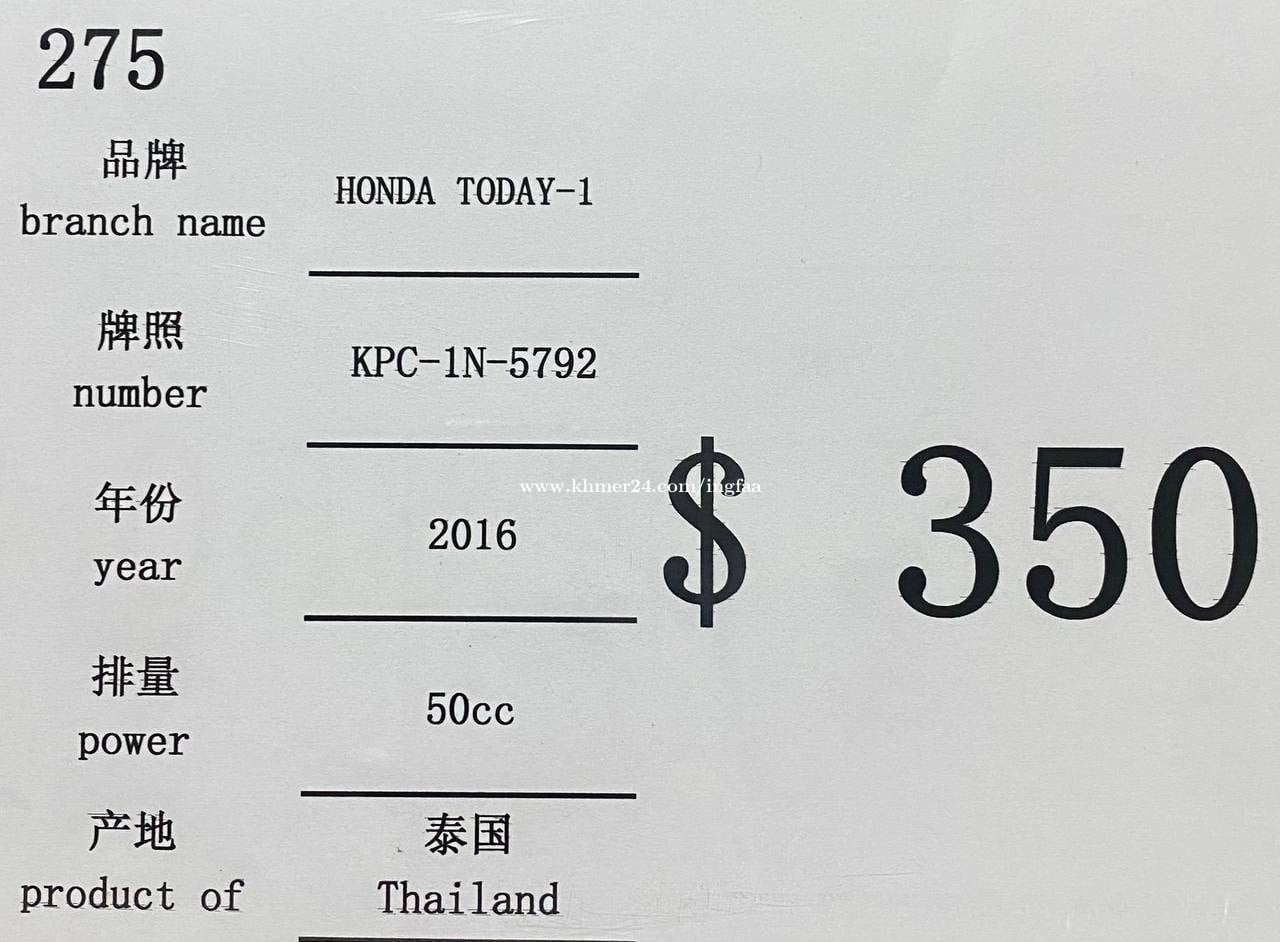 275
品牌
branch name
HONDA TODAY-1
牌照
number
KPC-1N-5792
年份
year
2016
$ 350
www.khmer24.com/ingfaa
排量
power
50cc
产地
product of
泰国
Thailand